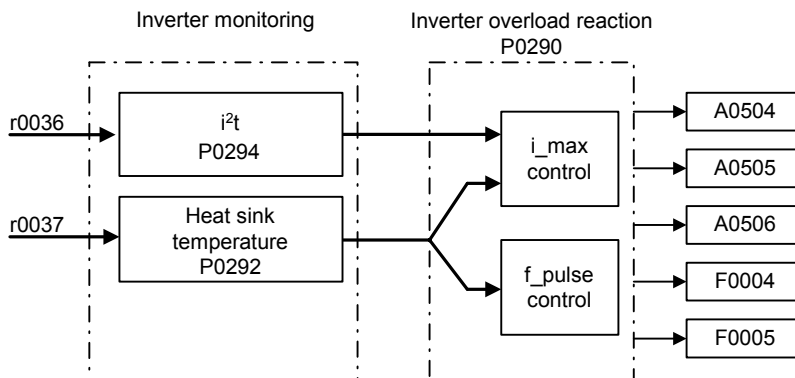 Inverter monitoring
Inverter overload reaction
P0290
r0036
i²t
P0294
r0037
Heat sink
temperature
P0292
i_max
control
f_pulse
control
A0504
A0505
A0506
F0004
F0005